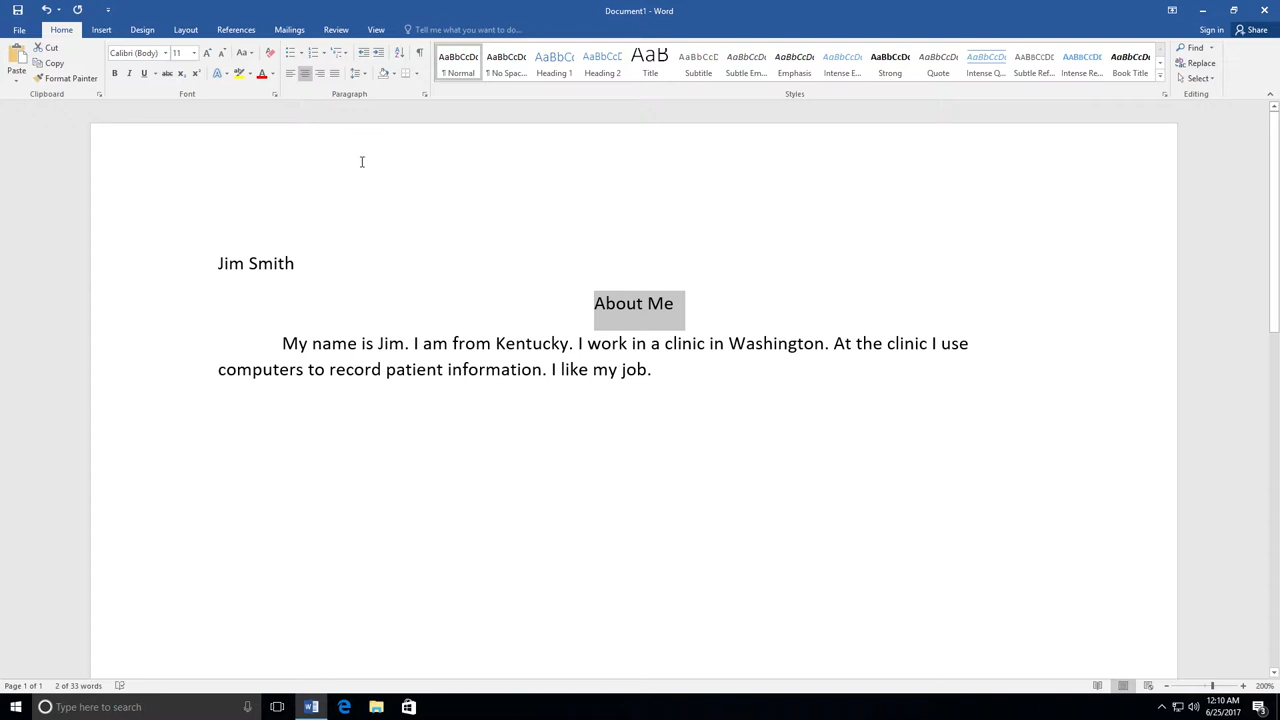 Document1 - Word
File Home Insert Design Layout References Mailings Review View Tell me what you want to do... Sign in Share
Paste Cut Copy Format Painter
Calibri (Body) 11
AaBbCcDc AaBbCcDc AaBbCc AaBbCcD AaB AaBbCcD AaBbCcDc AaBbCcDc AaBbCcDc AaBbCcDc AaBbCcDc AaBbCcDc AaBbCcDc AaBbCcDc AaBbCcDc
¶ Normal ¶ No Spac... Heading 1 Heading 2 Title Subtitle Subtle Em... Emphasis Intense E... Strong Quote Intense Q... Subtle Ref... Intense Re... Book Title
Find Replace Select
Clipboard Font Paragraph Styles Editing
Jim Smith
About Me
My name is Jim. I am from Kentucky. I work in a clinic in Washington. At the clinic I use
computers to record patient information. I like my job.
Page 1 of 1 2 of 33 words 200%
Type here to search
12:10 AM
6/25/2017